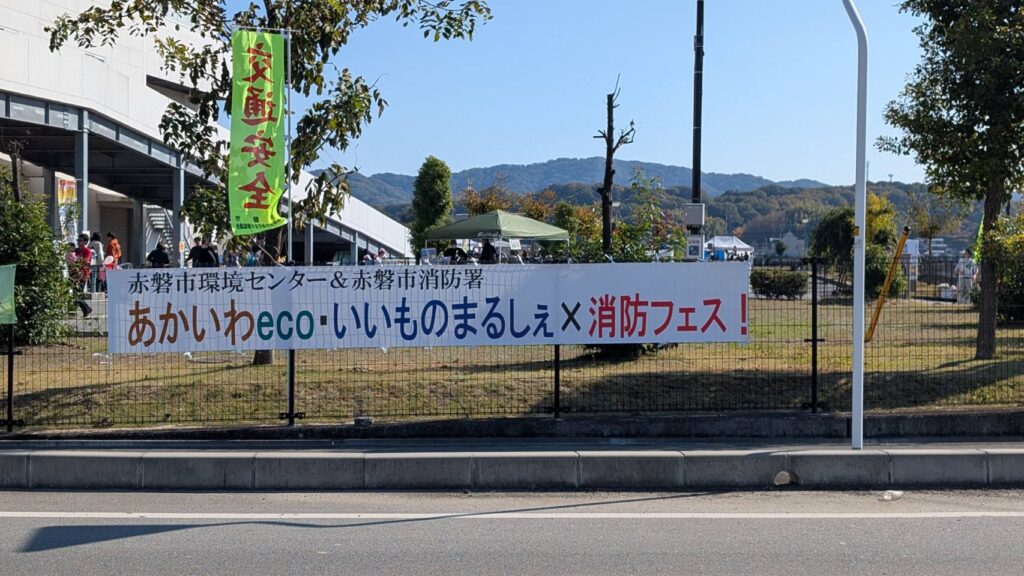 交通安全
赤磐市環境センター&赤磐市消防署
あかいわeco・いいものまるしぇ×消防フェス!